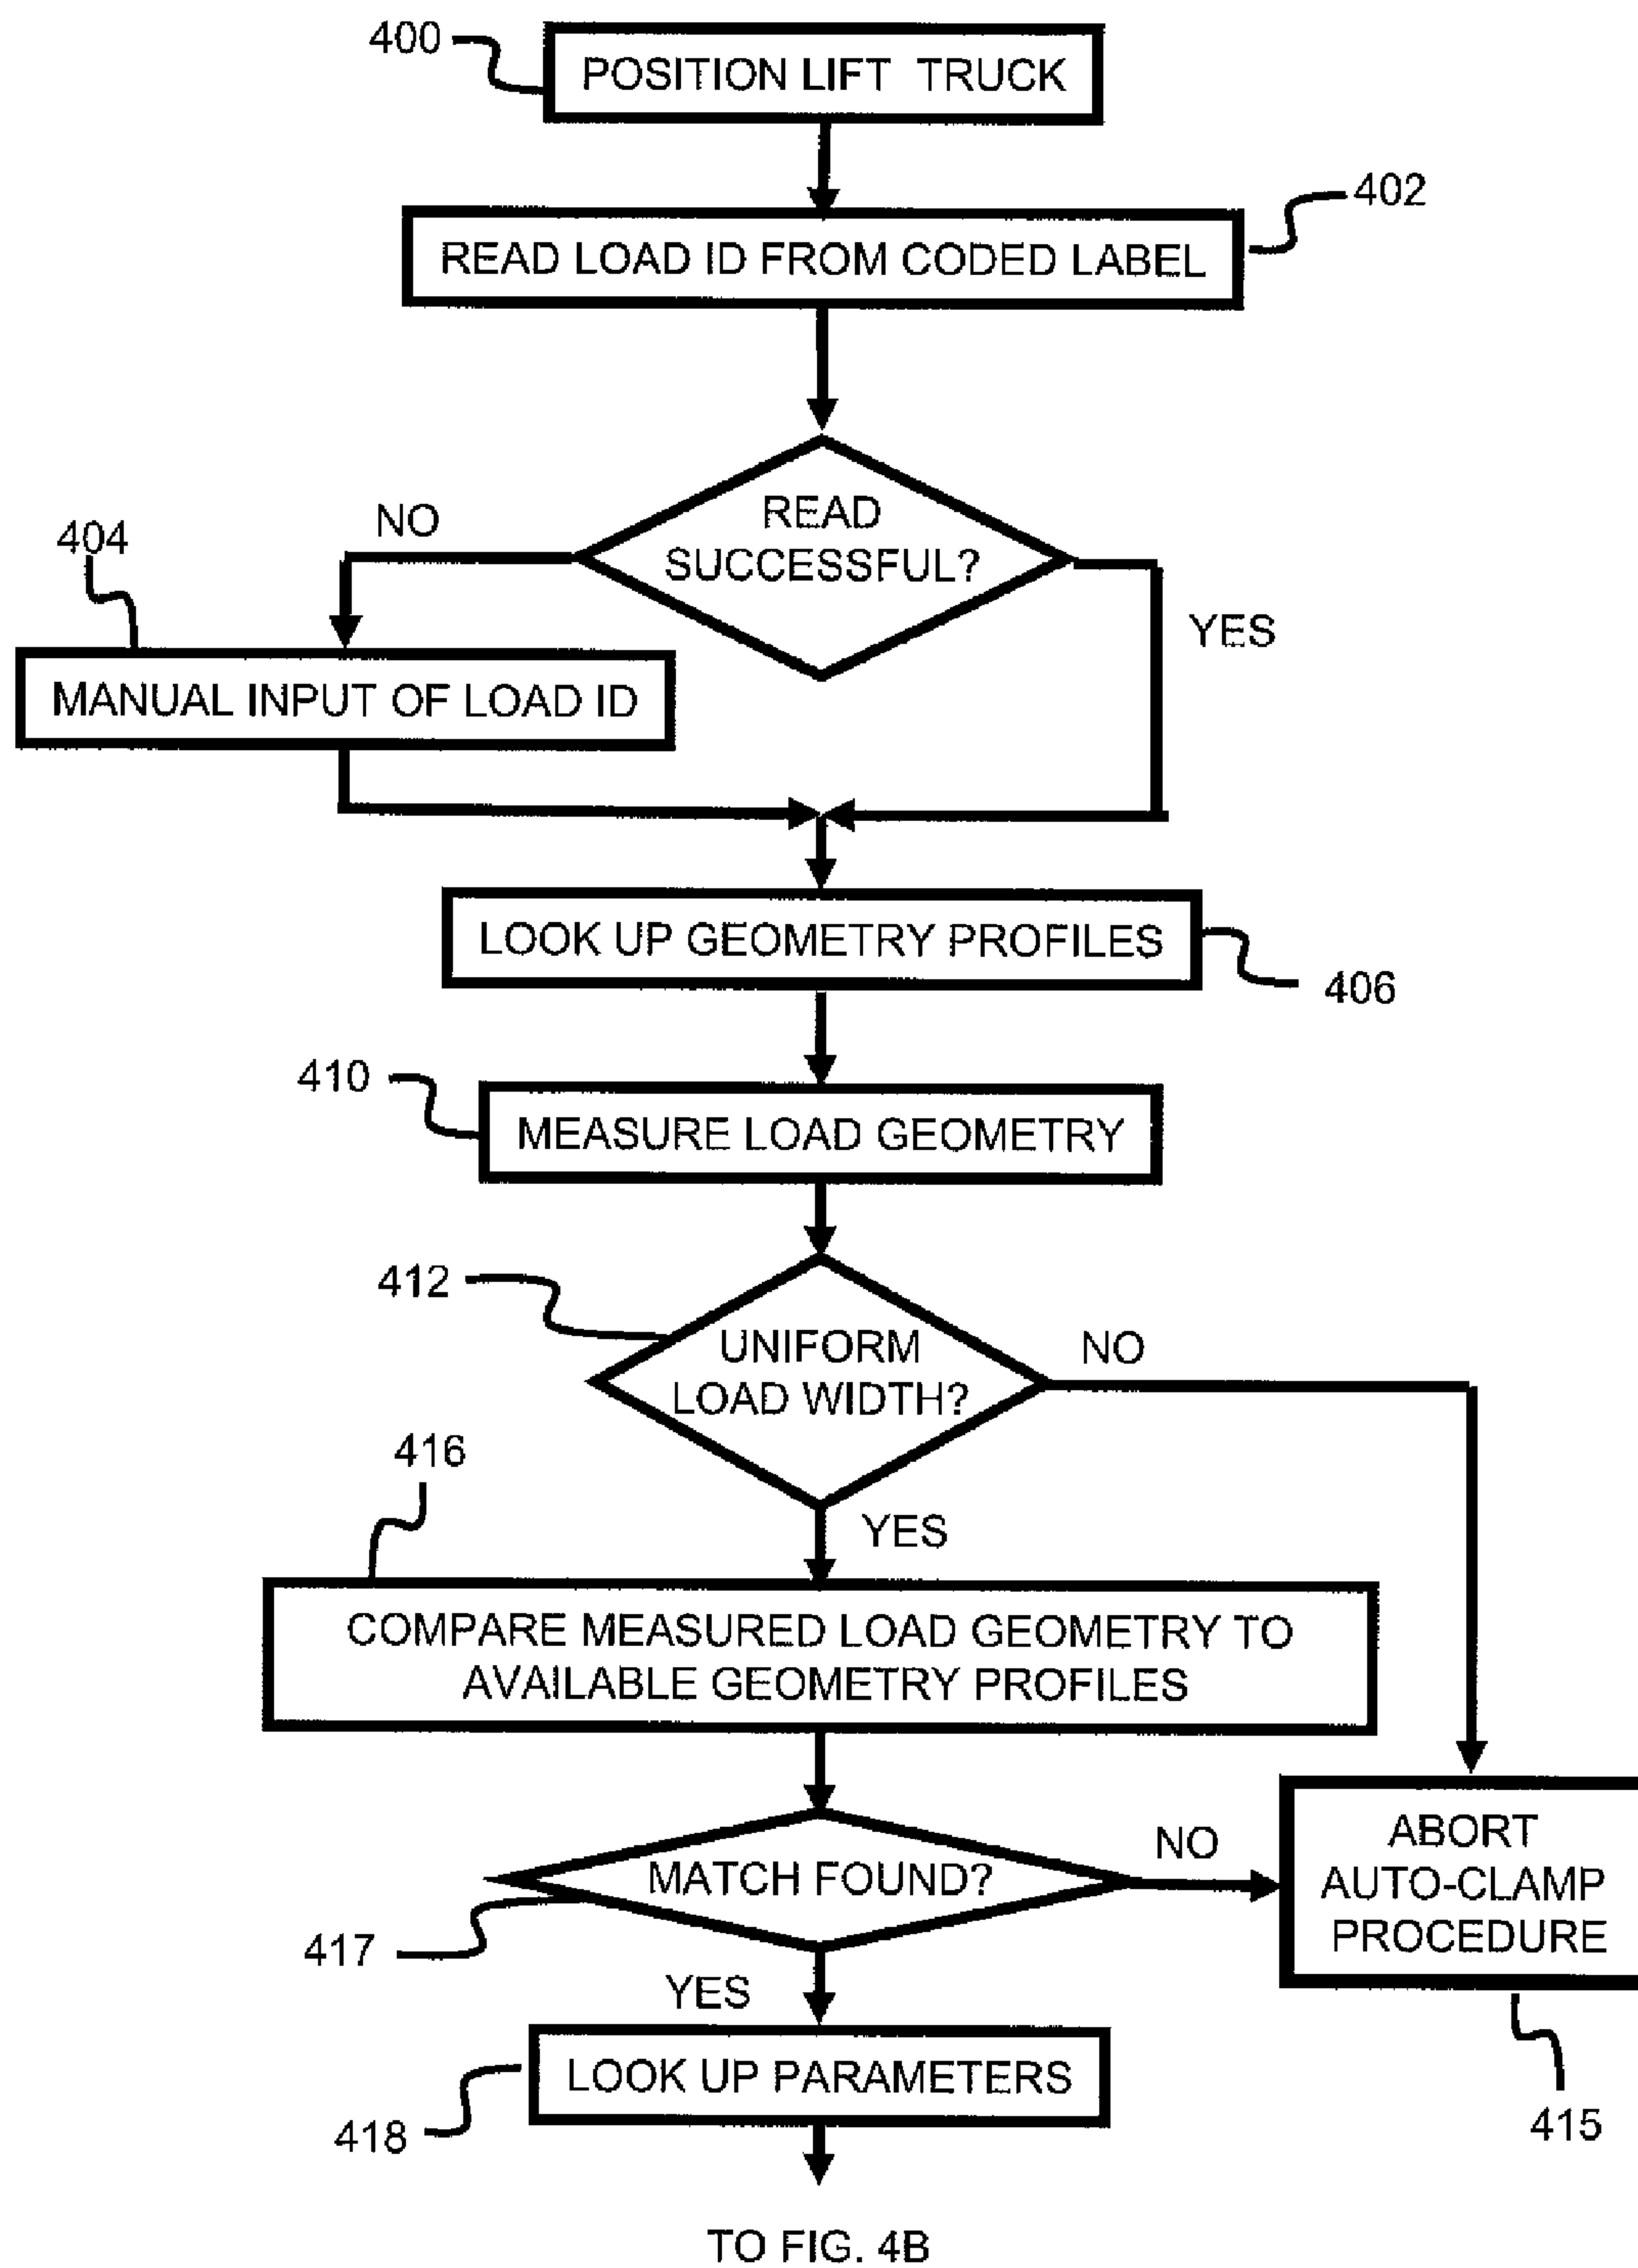 400
POSITION LIFT TRUCK
402
READ LOAD ID FROM CODED LABEL
READ
SUCCESSFUL?
NO
404
YES
MANUAL INPUT OF LOAD ID
LOOK UP GEOMETRY PROFILES
406
410
MEASURE LOAD GEOMETRY
412
UNIFORM
LOAD WIDTH?
NO
416
YES
COMPARE MEASURED LOAD GEOMETRY TO
AVAILABLE GEOMETRY PROFILES
MATCH FOUND?
NO
ABORT
AUTO-CLAMP
PROCEDURE
417
YES
LOOK UP PARAMETERS
418
415
TO FIG. 4B